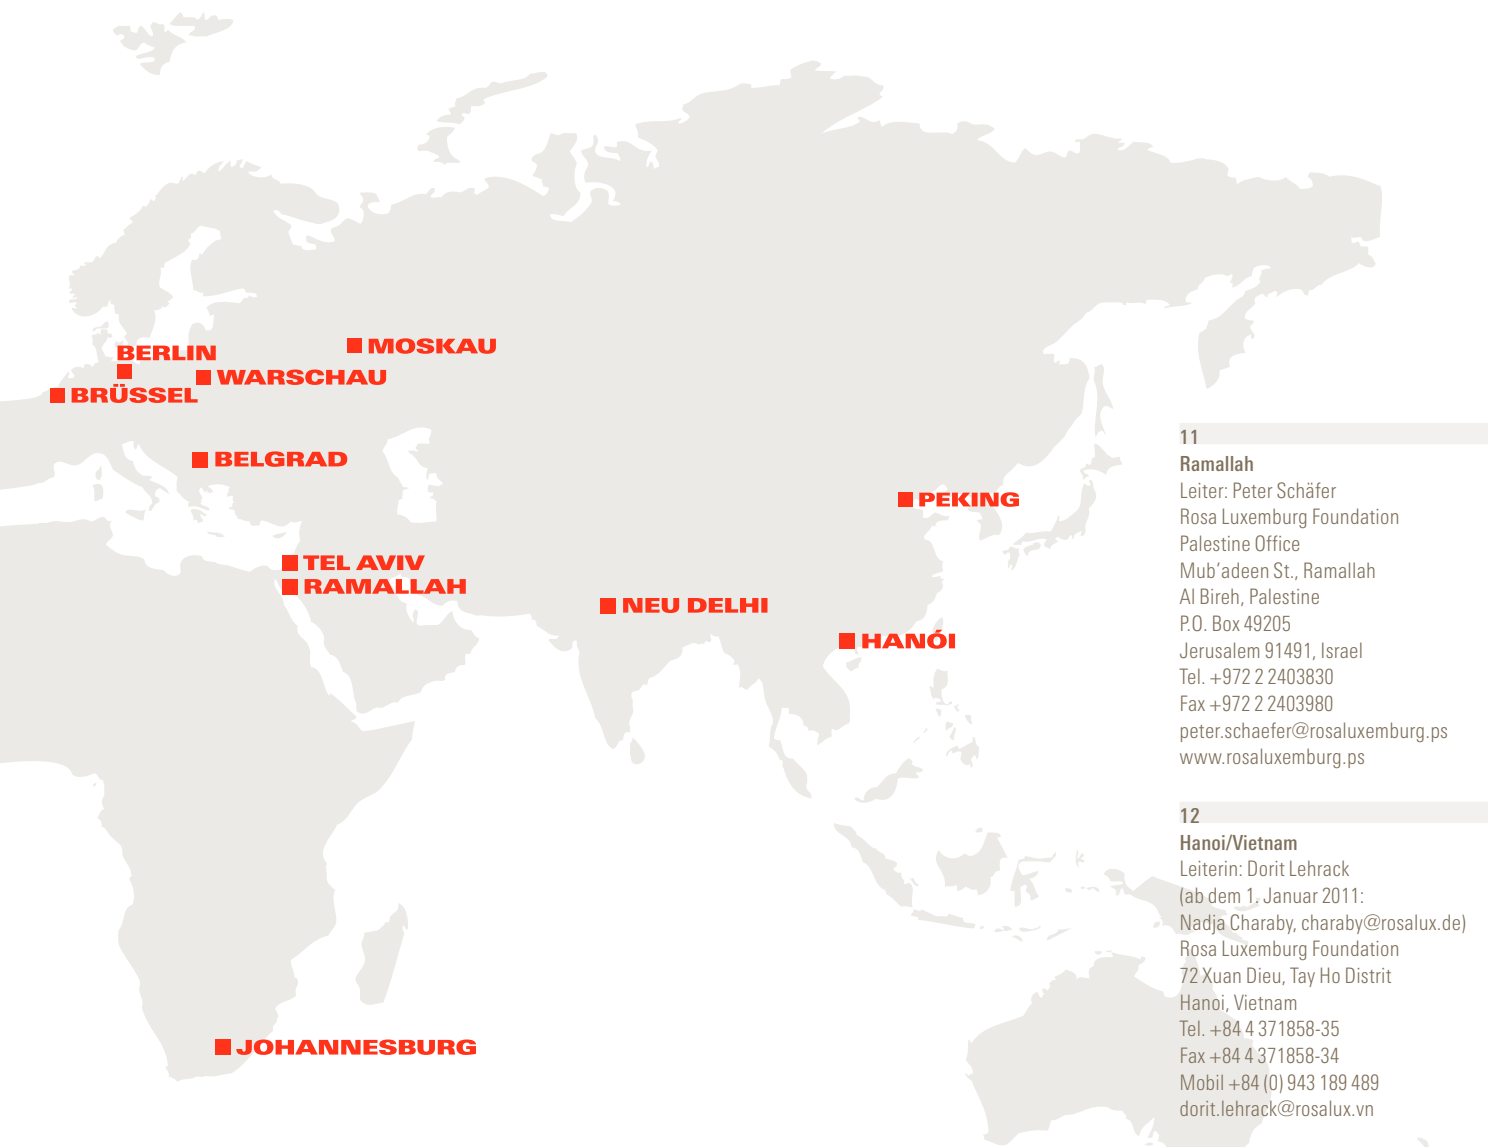 MOSKAU
BERLIN
WARSCHAU
BRÜSSEL
BELGRAD
PEKING
TEL AVIV
RAMALLAH
NEU DELHI
HANÓI
JOHANNESBURG
11
Ramallah
Leiter: Peter Schäfer
Rosa Luxemburg Foundation
Palestine Office
Mub’adeen St., Ramallah
Al Bireh, Palestine
P.O. Box 49205
Jerusalem 91491, Israel
Tel. +972 2 2403830
Fax +972 2 2403980
peter.schaefer@rosaluxemburg.ps
www.rosaluxemburg.ps
12
Hanoi/Vietnam
Leiterin: Dorit Lehrack
(ab dem 1. Januar 2011:
Nadja Charaby, charaby@rosalux.de)
Rosa Luxemburg Foundation
72 Xuan Dieu, Tay Ho Distrit
Hanoi, Vietnam
Tel. +84 4 371858-35
Fax +84 4 371858-34
Mobil +84 (0) 943 189 489
dorit.lehrack@rosalux.vn